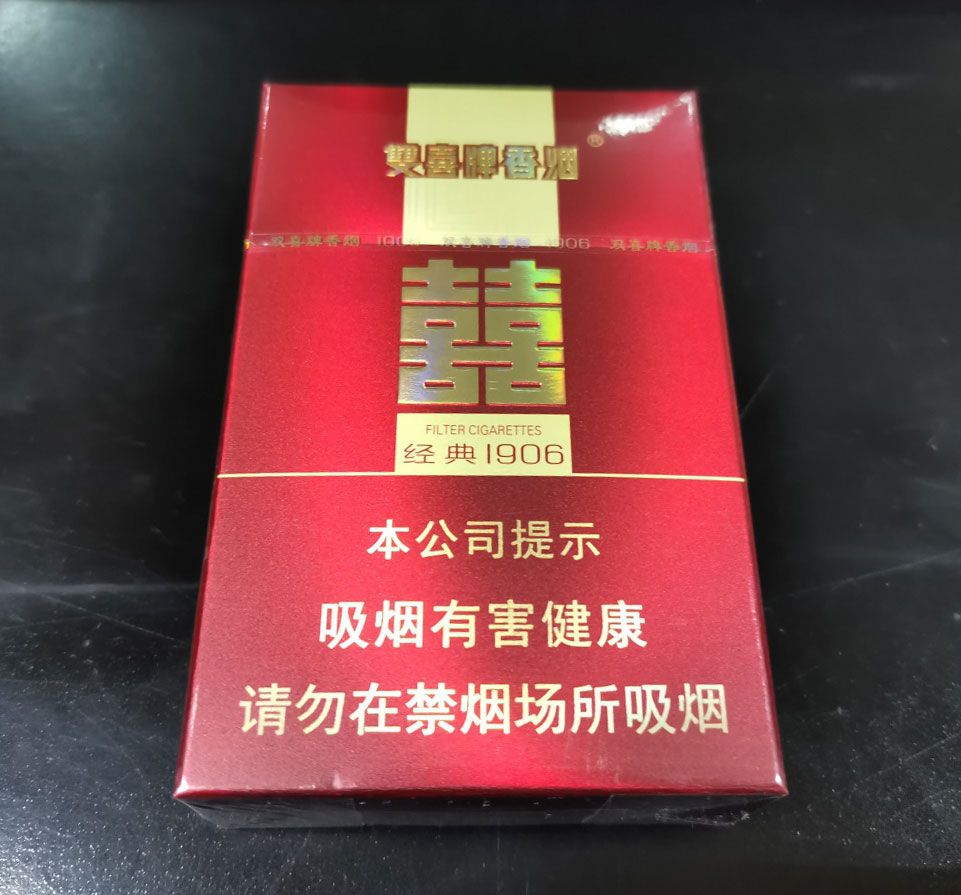 雙喜牌香烟®
双喜牌香烟 1906 双喜牌香烟 1906 双喜牌香烟
囍
FILTER CIGARETTES
经典1906
本公司提示
吸烟有害健康
请勿在禁烟场所吸烟